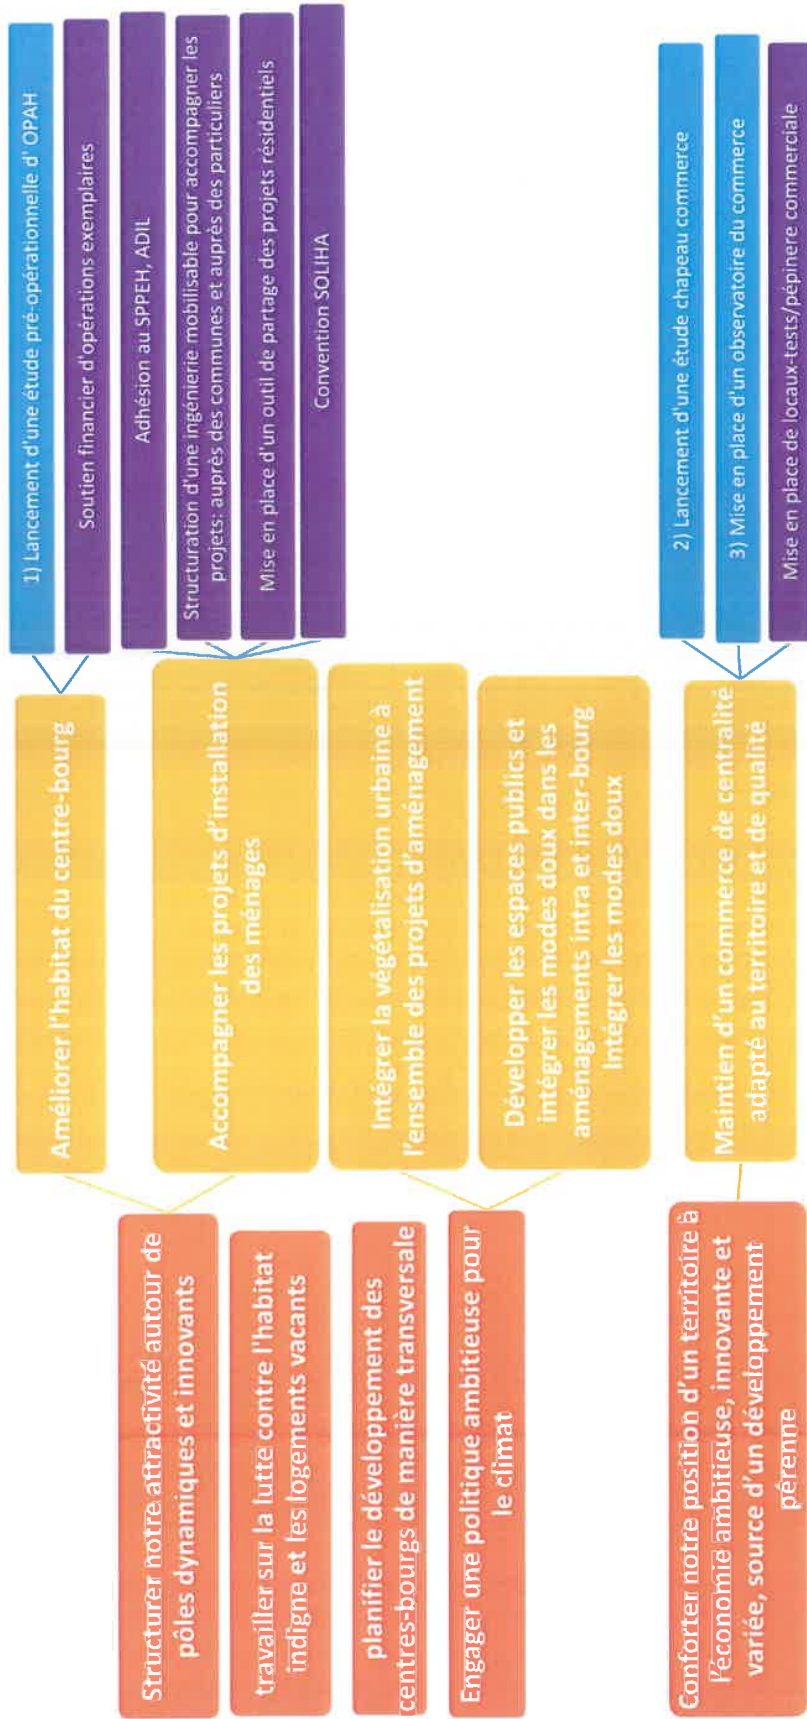 Structurer notre attractivité autour de
pôles dynamiques et innovants
travailler sur la lutte contre l'habitat
indigne et les logements vacants
planifier le développement des
centres-bourgs de manière transversale
Engager une politique ambitieuse pour
le climat
Conforter notre position d'un territoire à
l'économie ambitieuse, innovante et
variée, source d'un développement
pérenne
Améliorer l'habitat du centre-bourg
Accompagner les projets d'installation
des ménages
Intégrer la végétalisation urbaine à
l'ensemble des projets d'aménagement
Développer les espaces publics et
intégrer les modes doux dans les
aménagements intra et inter-bourg
Intégrer les modes doux
Maintien d'un commerce de centralité
adapté au territoire et de qualité
1) Lancement d'une étude pré-opérationnelle d' OPAH
Soutien financier d'opérations exemplaires
Adhésion au SPPEH, ADIL
Structuration d'une ingénierie mobilisable pour accompagner les
projets: auprès des communes et auprès des particuliers
Mise en place d'un outil de partage des projets résidentiels
Convention SOLIHA
2) Lancement d'une étude chapeau commerce
3) Mise en place d'un observatoire du commerce
Mise en place de locaux-tests/pépinere commerciale